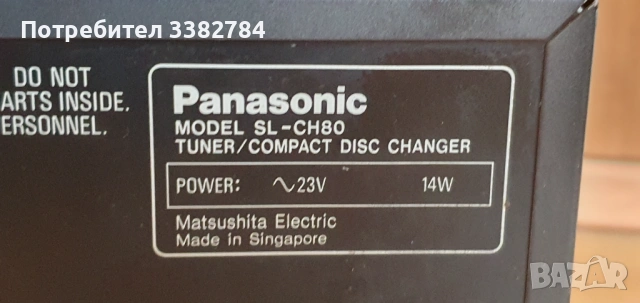 Потребител 3382784
DO NOT
ARTS INSIDE.
ERSONNEL.
Panasonic
MODEL SL-CH80
TUNER/COMPACT DISC CHANGER
POWER: ∿23V 14W
Matsushita Electric
Made in Singapore
BAZAR